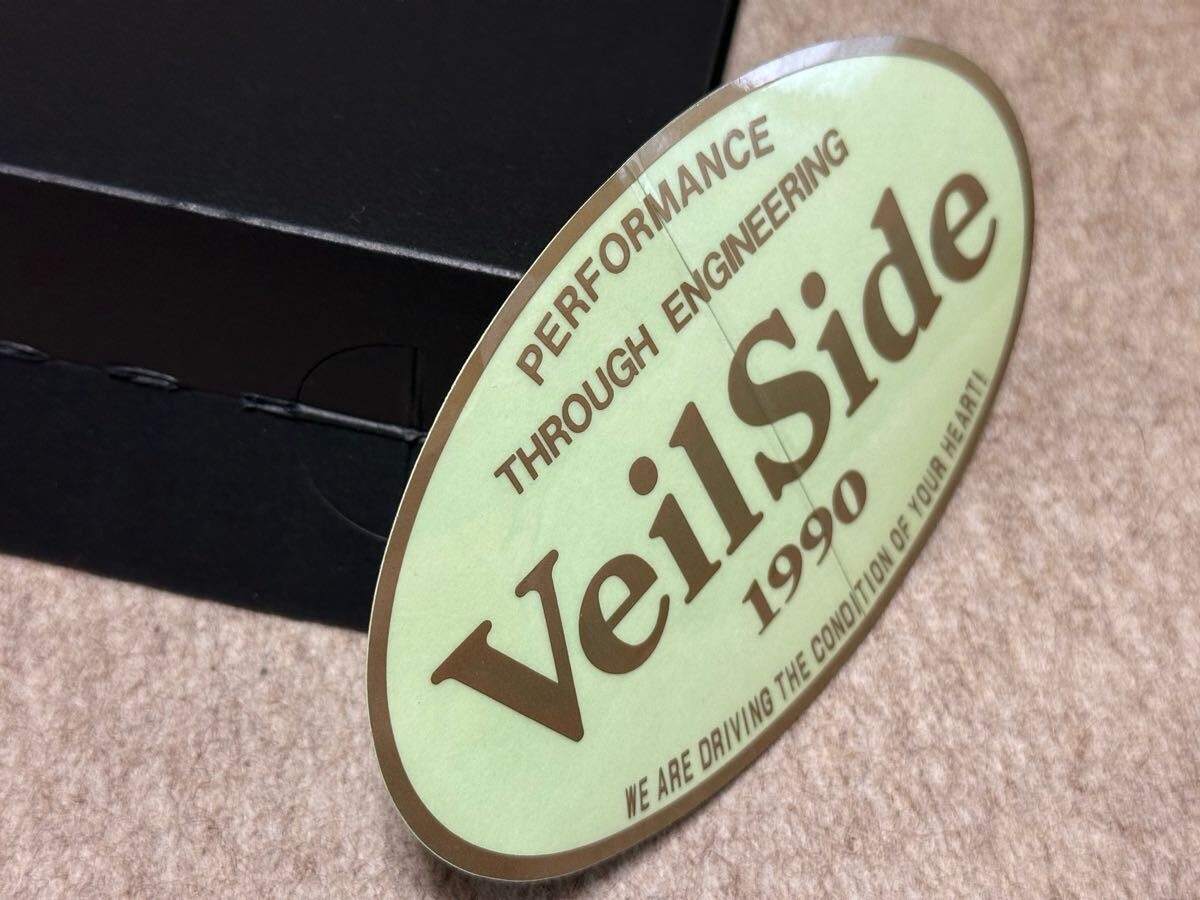 PERFORMANCE
THROUGH ENGINEERING
VeilSide
1990
WE ARE DRIVING THE CONDITION OF YOUR HEART!